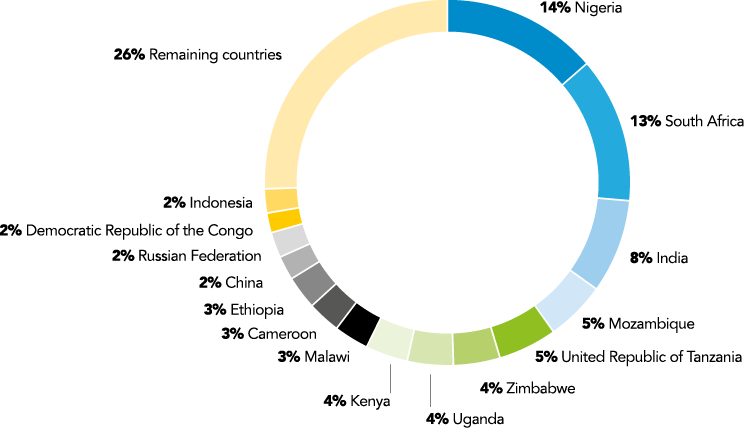 14% Nigeria
13% South Africa
8% India
5% Mozambique
5% United Republic of Tanzania
4% Zimbabwe
4% Uganda
4% Kenya
3% Malawi
3% Cameroon
3% Ethiopia
2% China
2% Russian Federation
2% Democratic Republic of the Congo
2% Indonesia
26% Remaining countries